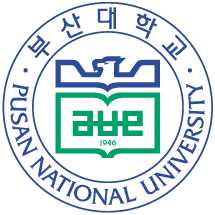 · 부산대학교 ·
PUSAN NATIONAL UNIVERSITY
1946